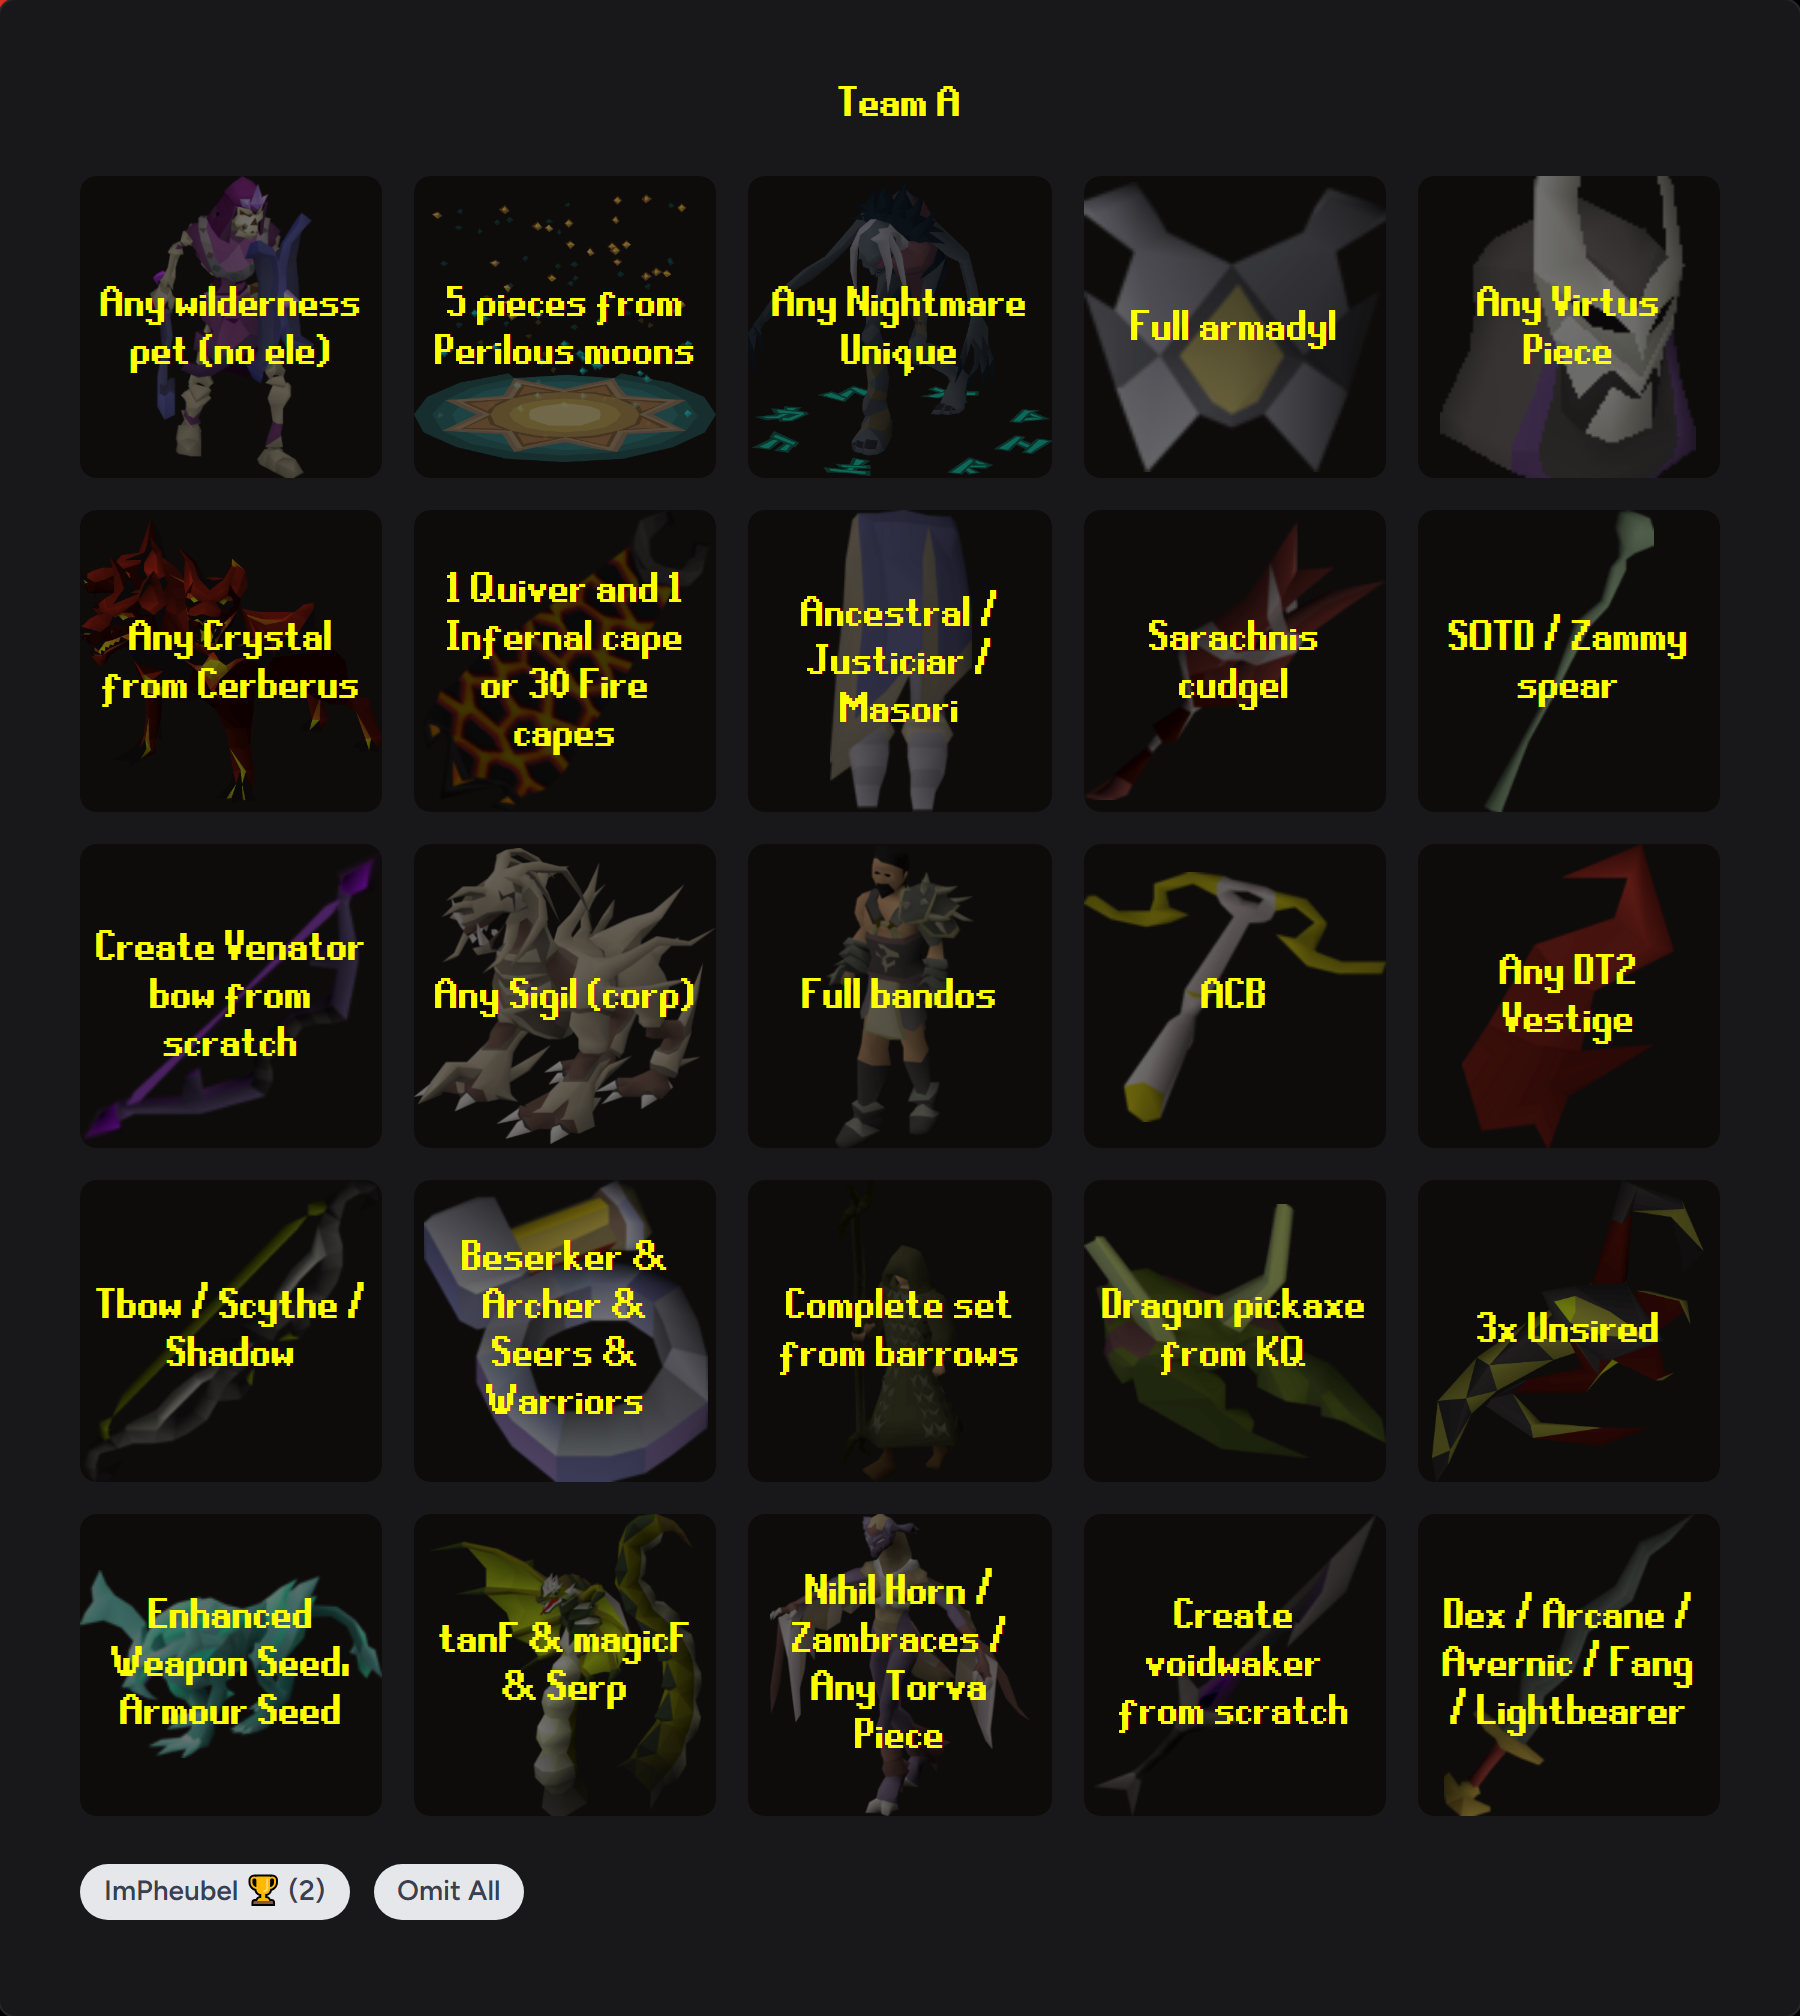 Team A
Any wilderness
pet (no ele)
5 pieces from
Perilous moons
Any Nightmare
Unique
Full armadyl
Any Virtus
Piece
Any Crystal
from Cerberus
1 Quiver and 1
Infernal cape
or 30 Fire
capes
Ancestral /
Justiciar /
Masori
Sarachnis
cudgel
SOTD / Zammy
spear
Create Venator
bow from
scratch
Any Sigil (corp)
Full bandos
ACB
Any DT2
Vestige
Tbow / Scythe /
Shadow
Beserker &
Archer &
Seers &
Warriors
Complete set
from barrows
Dragon pickaxe
from KQ
3x Unsired
Enhanced
Weapon Seed,
Armour Seed
tanF & magicF
& Serp
Nihil Horn /
Zambraces /
Any Torva
Piece
Create
voidwaker
from scratch
Dex / Arcane /
Avernic / Fang
/ Lightbearer
ImPheubel 🏆 (2)
Omit All